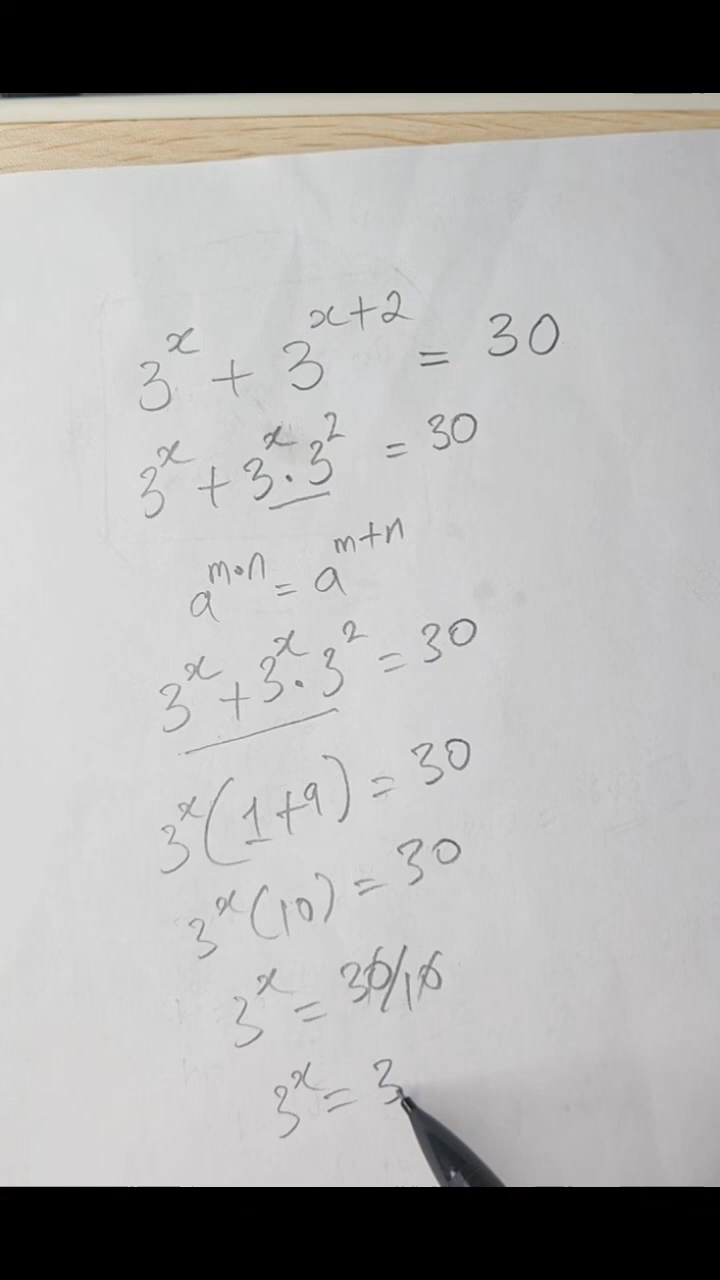 3^x + 3^{x+2} = 30
3^x + 3^x · 3^2 = 30
a^{m·n} = a^{m+n}
3^x + 3^x · 3^2 = 30
3^x (1+9) = 30
3^x (10) = 30
3^x = 30/10
3^x = 3